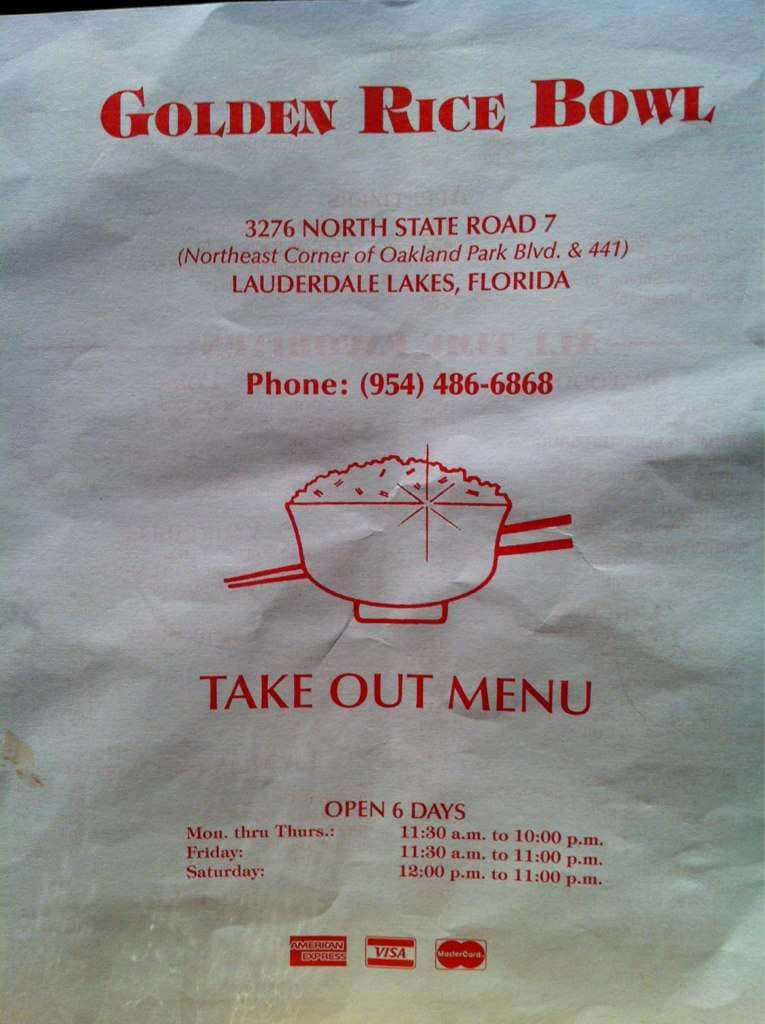 GOLDEN RICE BOWL
3276 NORTH STATE ROAD 7
(Northeast Corner of Oakland Park Blvd. & 441)
LAUDERDALE LAKES, FLORIDA
Phone: (954) 486-6868
TAKE OUT MENU
OPEN 6 DAYS
Mon. thru Thurs.: 11:30 a.m. to 10:00 p.m.
Friday: 11:30 a.m. to 11:00 p.m.
Saturday: 12:00 p.m. to 11:00 p.m.
AMERICAN EXPRESS VISA MasterCard